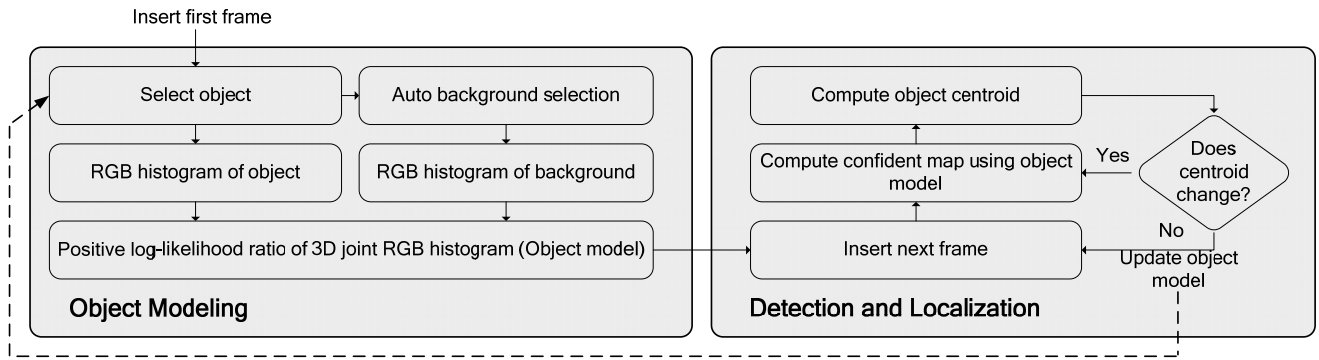 Insert first frame
Select object
Auto background selection
RGB histogram of object
RGB histogram of background
Positive log-likelihood ratio of 3D joint RGB histogram (Object model)
Object Modeling
Compute object centroid
Compute confident map using object
model
Insert next frame
Does
centroid
change?
Yes
No
Update object
model
Detection and Localization